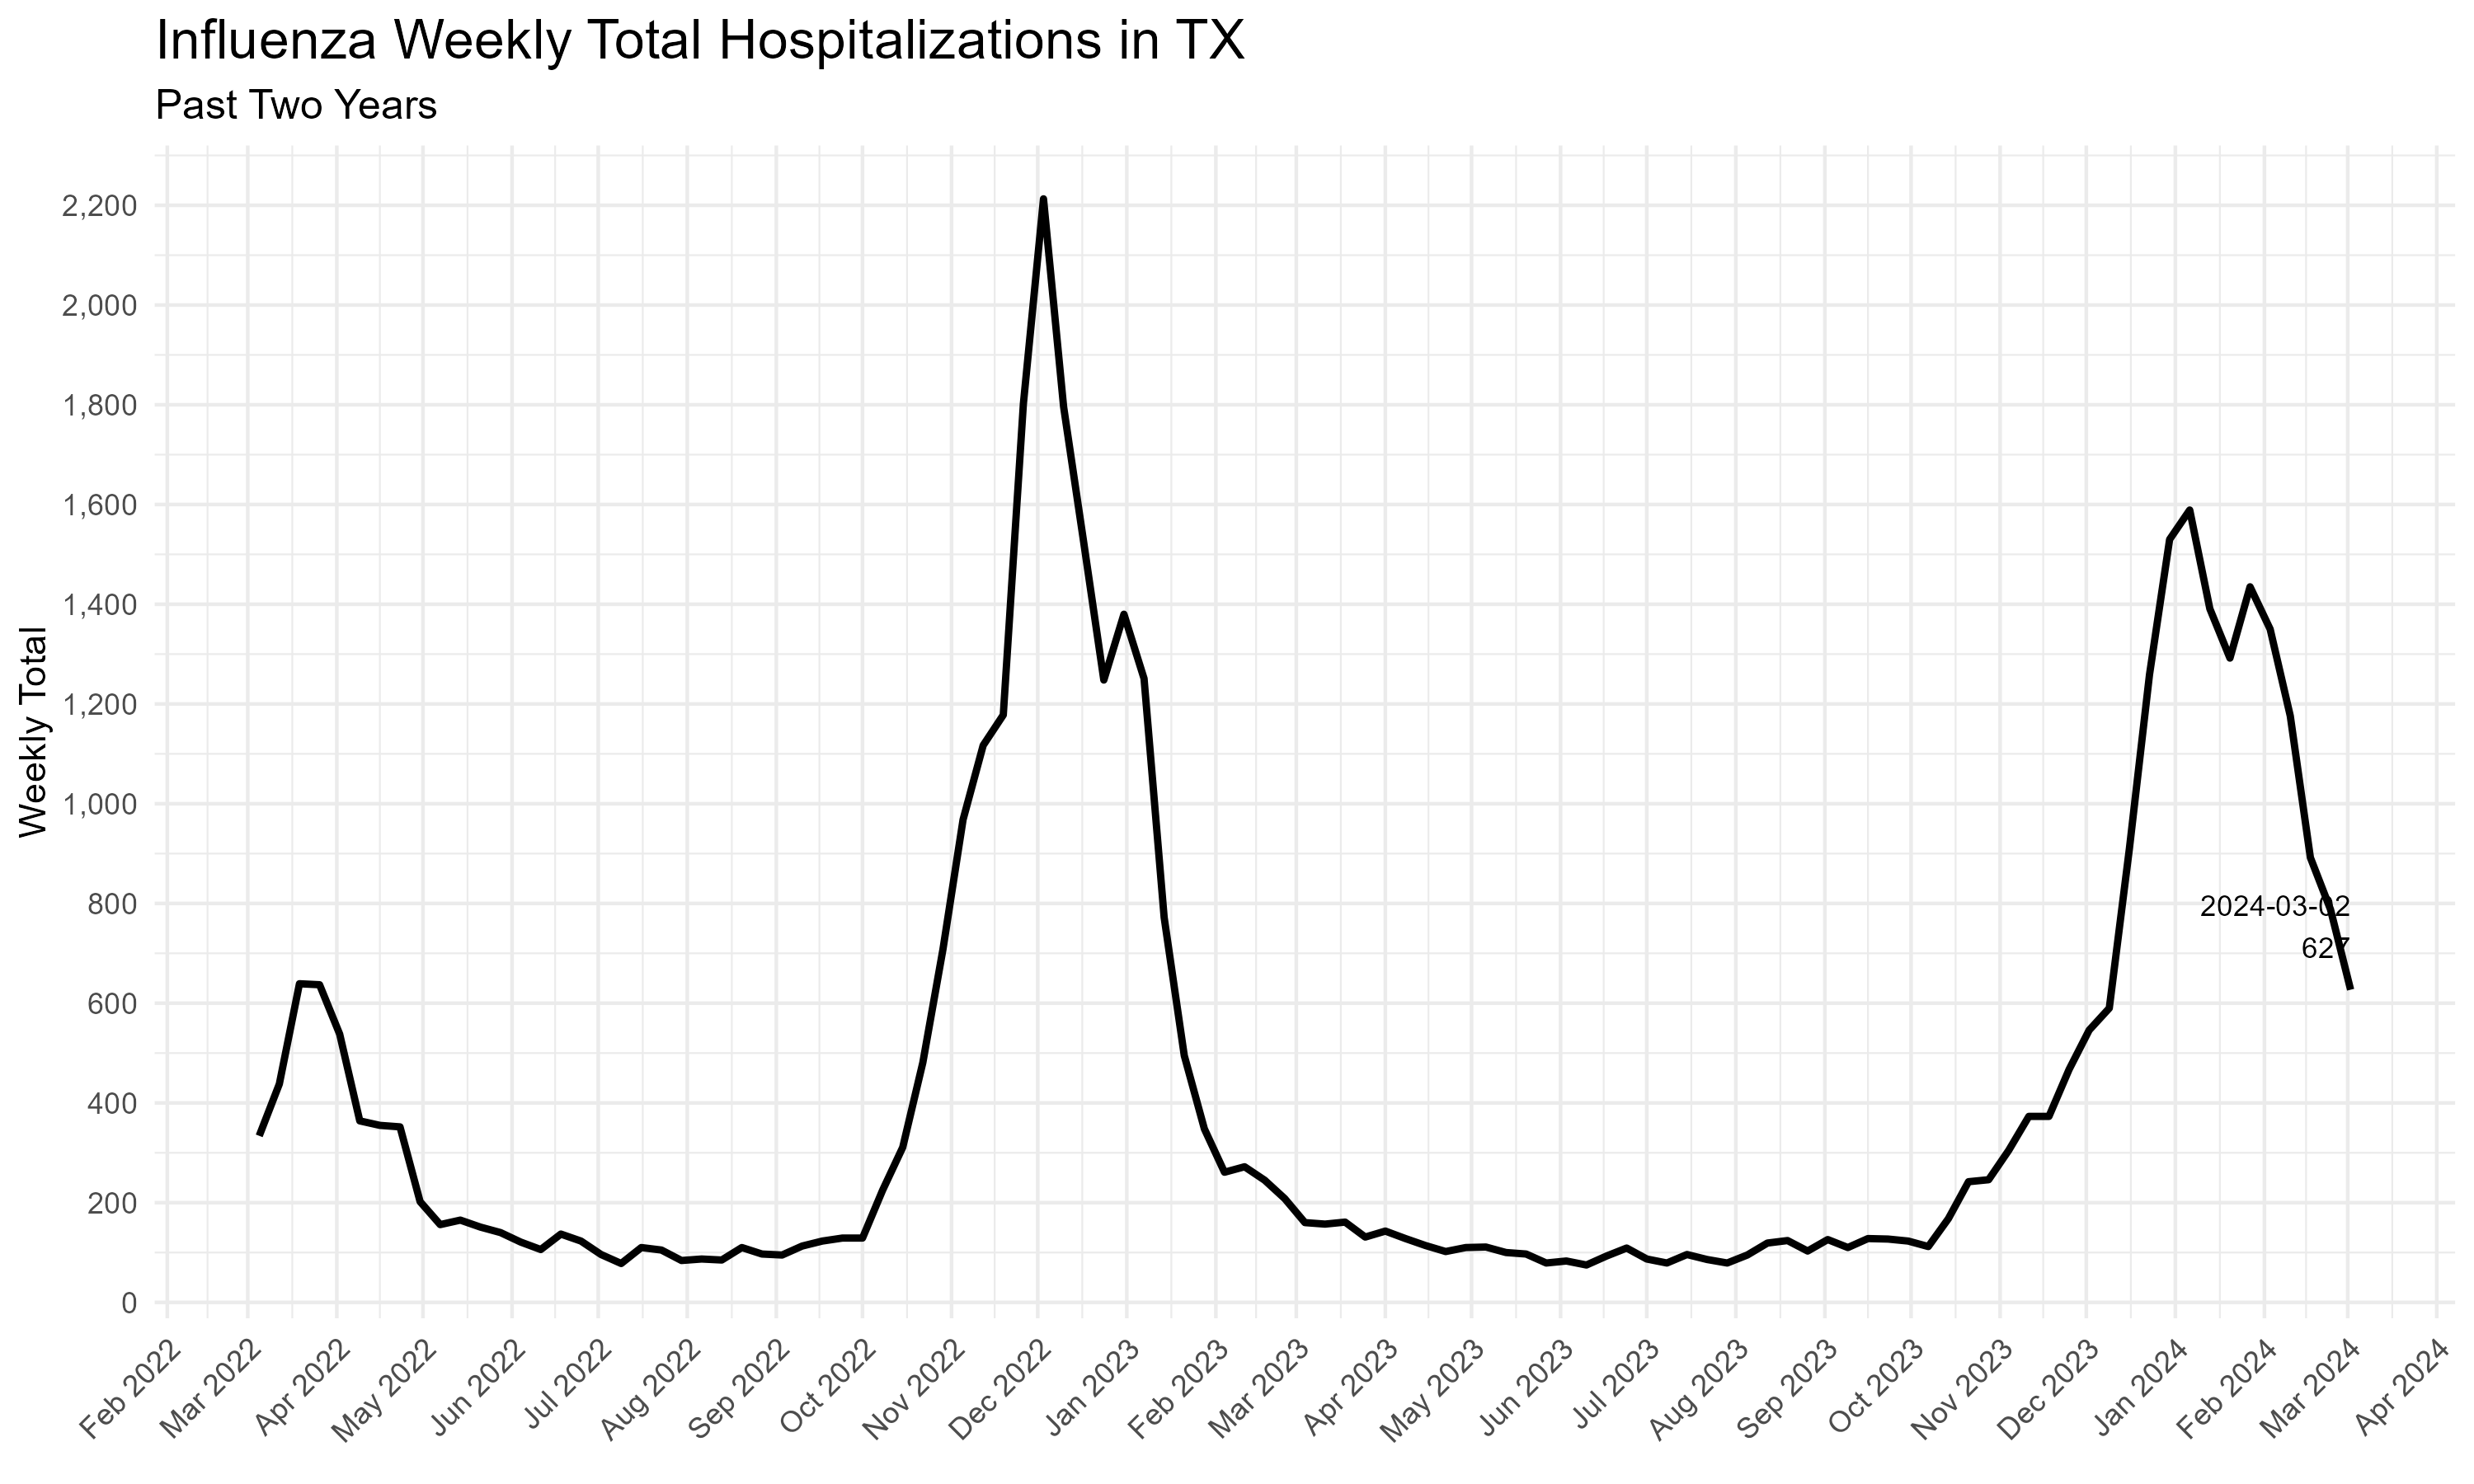 Influenza Weekly Total Hospitalizations in TX
Past Two Years
Weekly Total
2,200
2,000
1,800
1,600
1,400
1,200
1,000
800
600
400
200
0
2024-03-02
627
Feb 2022
Mar 2022
Apr 2022
May 2022
Jun 2022
Jul 2022
Aug 2022
Sep 2022
Oct 2022
Nov 2022
Dec 2022
Jan 2023
Feb 2023
Mar 2023
Apr 2023
May 2023
Jun 2023
Jul 2023
Aug 2023
Sep 2023
Oct 2023
Nov 2023
Dec 2023
Jan 2024
Feb 2024
Mar 2024
Apr 2024